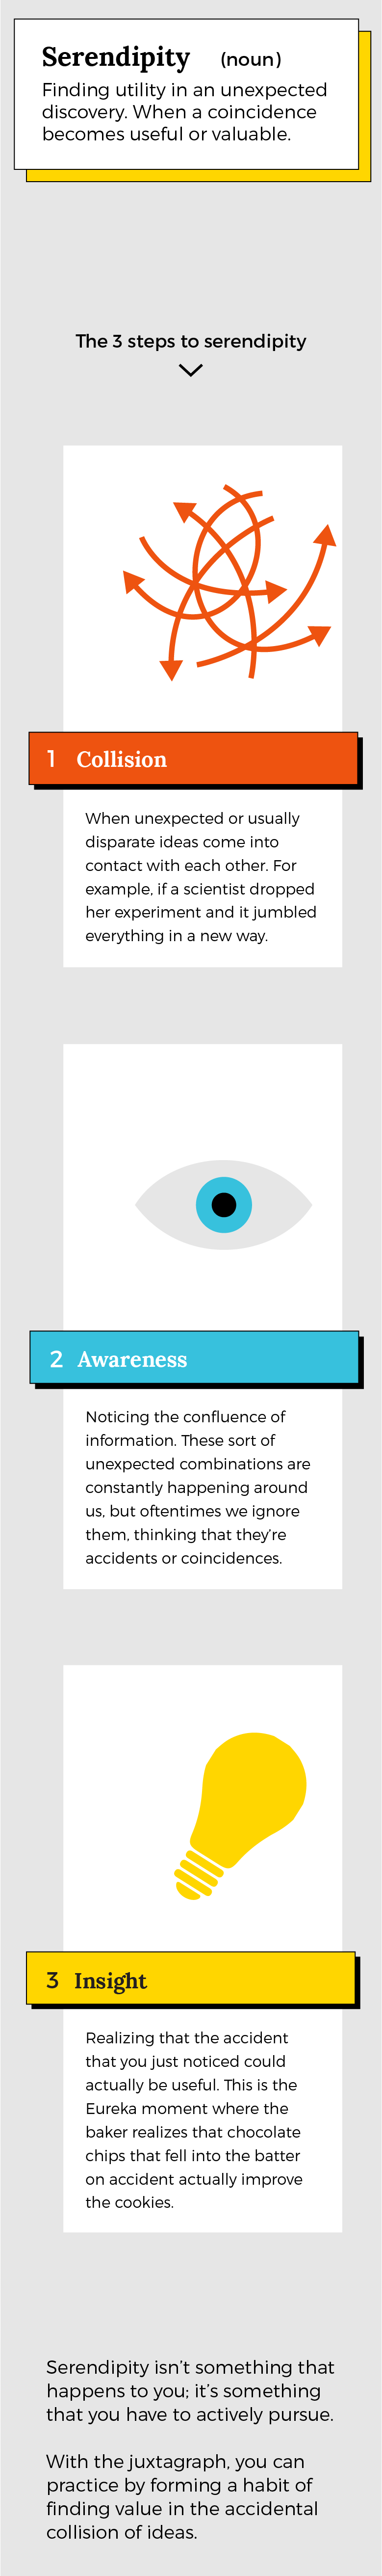 Serendipity (noun)
Finding utility in an unexpected
discovery. When a coincidence
becomes useful or valuable.
The 3 steps to serendipity
1 Collision
When unexpected or usually
disparate ideas come into
contact with each other. For
example, if a scientist dropped
her experiment and it jumbled
everything in a new way.
2 Awareness
Noticing the confluence of
information. These sort of
unexpected combinations are
constantly happening around
us, but oftentimes we ignore
them, thinking that they're
accidents or coincidences.
3 Insight
Realizing that the accident
that you just noticed could
actually be useful. This is the
Eureka moment where the
baker realizes that chocolate
chips that fell into the batter
on accident actually improve
the cookies.
Serendipity isn't something that
happens to you; it's something
that you have to actively pursue.
With the juxtagraph, you can
practice by forming a habit of
finding value in the accidental
collision of ideas.